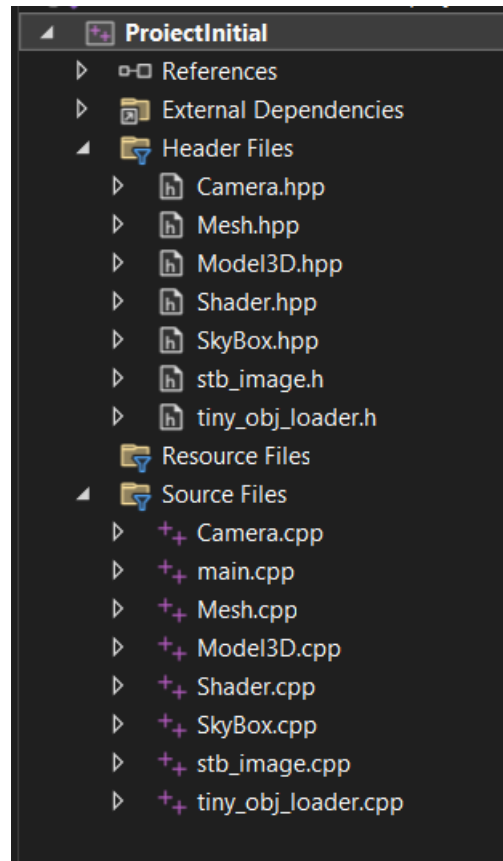 ProiectInitial
References
External Dependencies
Header Files
Camera.hpp
Mesh.hpp
Model3D.hpp
Shader.hpp
SkyBox.hpp
stb_image.h
tiny_obj_loader.h
Resource Files
Source Files
Camera.cpp
main.cpp
Mesh.cpp
Model3D.cpp
Shader.cpp
SkyBox.cpp
stb_image.cpp
tiny_obj_loader.cpp